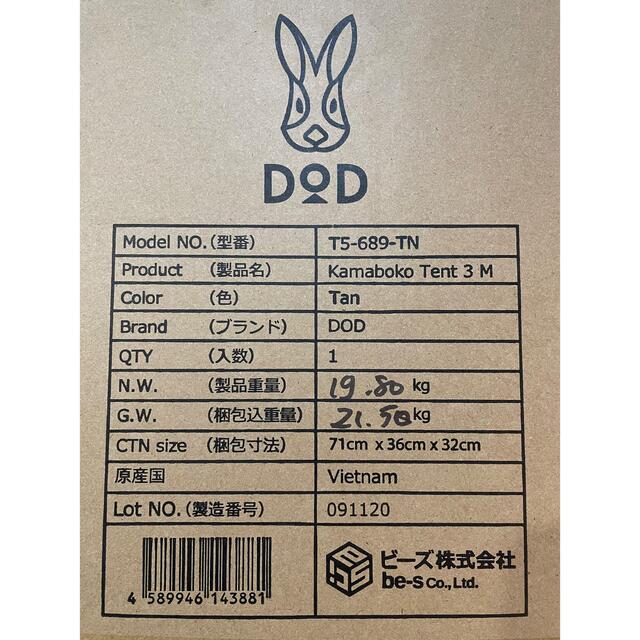 DOD
Model NO.(型番) T5-689-TN
Product (製品名) Kamaboko Tent 3 M
Color (色) Tan
Brand (ブランド) DOD
QTY (入数) 1
N.W. (製品重量) 19.80 kg
G.W. (梱包込重量) 21.50 kg
CTN size (梱包寸法) 71cm x 36cm x 32cm
原産国 Vietnam
Lot NO.(製造番号) 091120
4 589946 143881
ビーズ株式会社
be-s Co., Ltd.